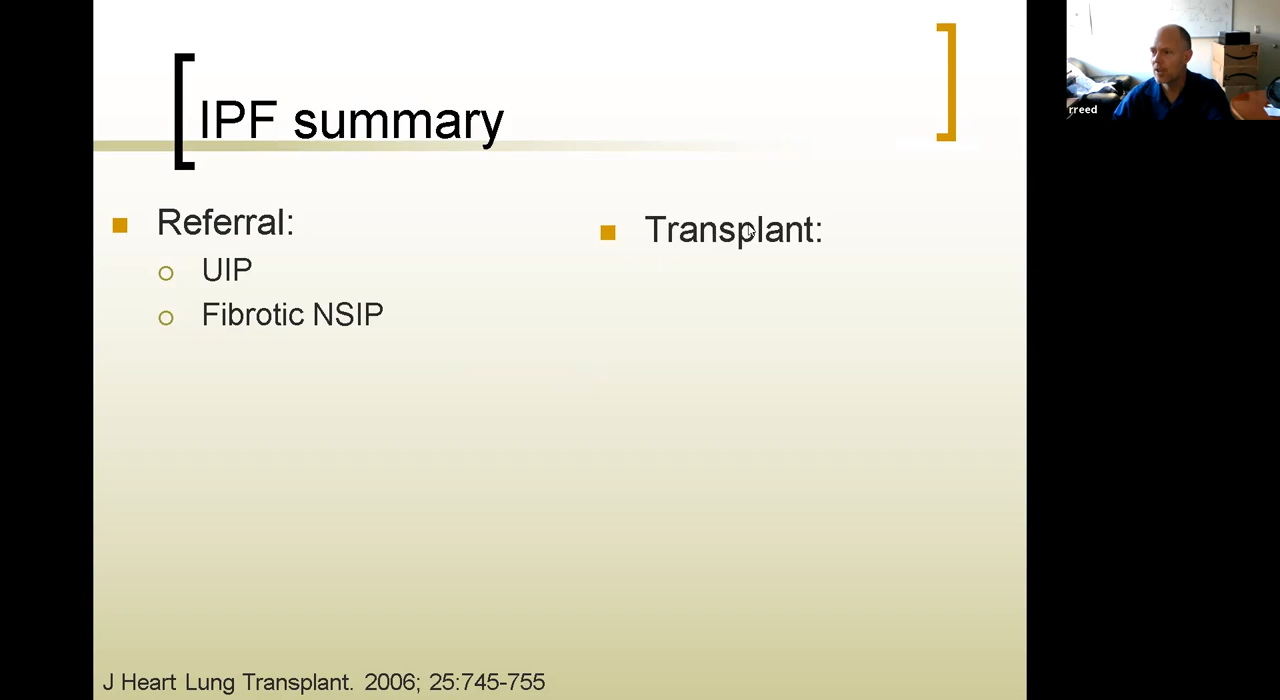 IPF summary
Referral:
UIP
Fibrotic NSIP
Transplant:
J Heart Lung Transplant. 2006; 25:745-755
rreed